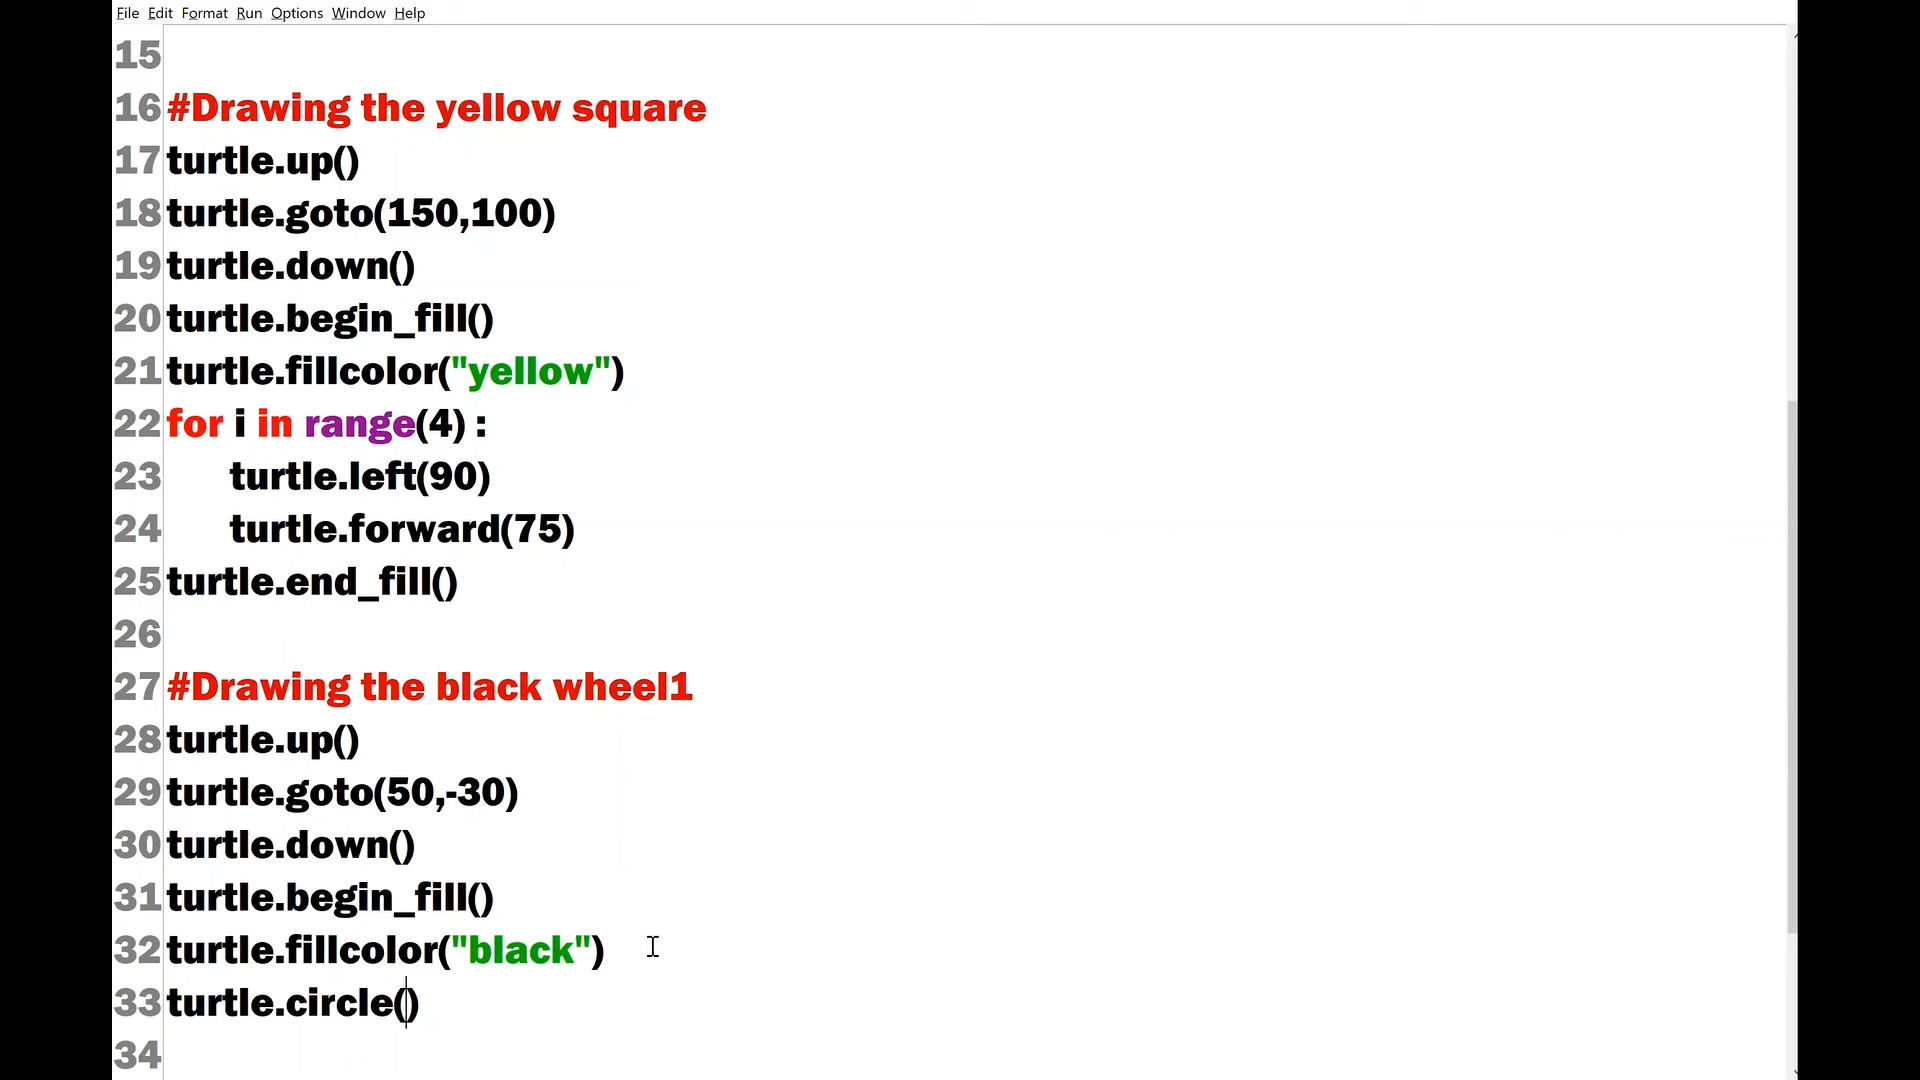 File Edit Format Run Options Window Help
15
16 #Drawing the yellow square
17 turtle.up()
18 turtle.goto(150,100)
19 turtle.down()
20 turtle.begin_fill()
21 turtle.fillcolor("yellow")
22 for i in range(4) :
23 turtle.left(90)
24 turtle.forward(75)
25 turtle.end_fill()
26
27 #Drawing the black wheel1
28 turtle.up()
29 turtle.goto(50,-30)
30 turtle.down()
31 turtle.begin_fill()
32 turtle.fillcolor("black")
33 turtle.circle()
34